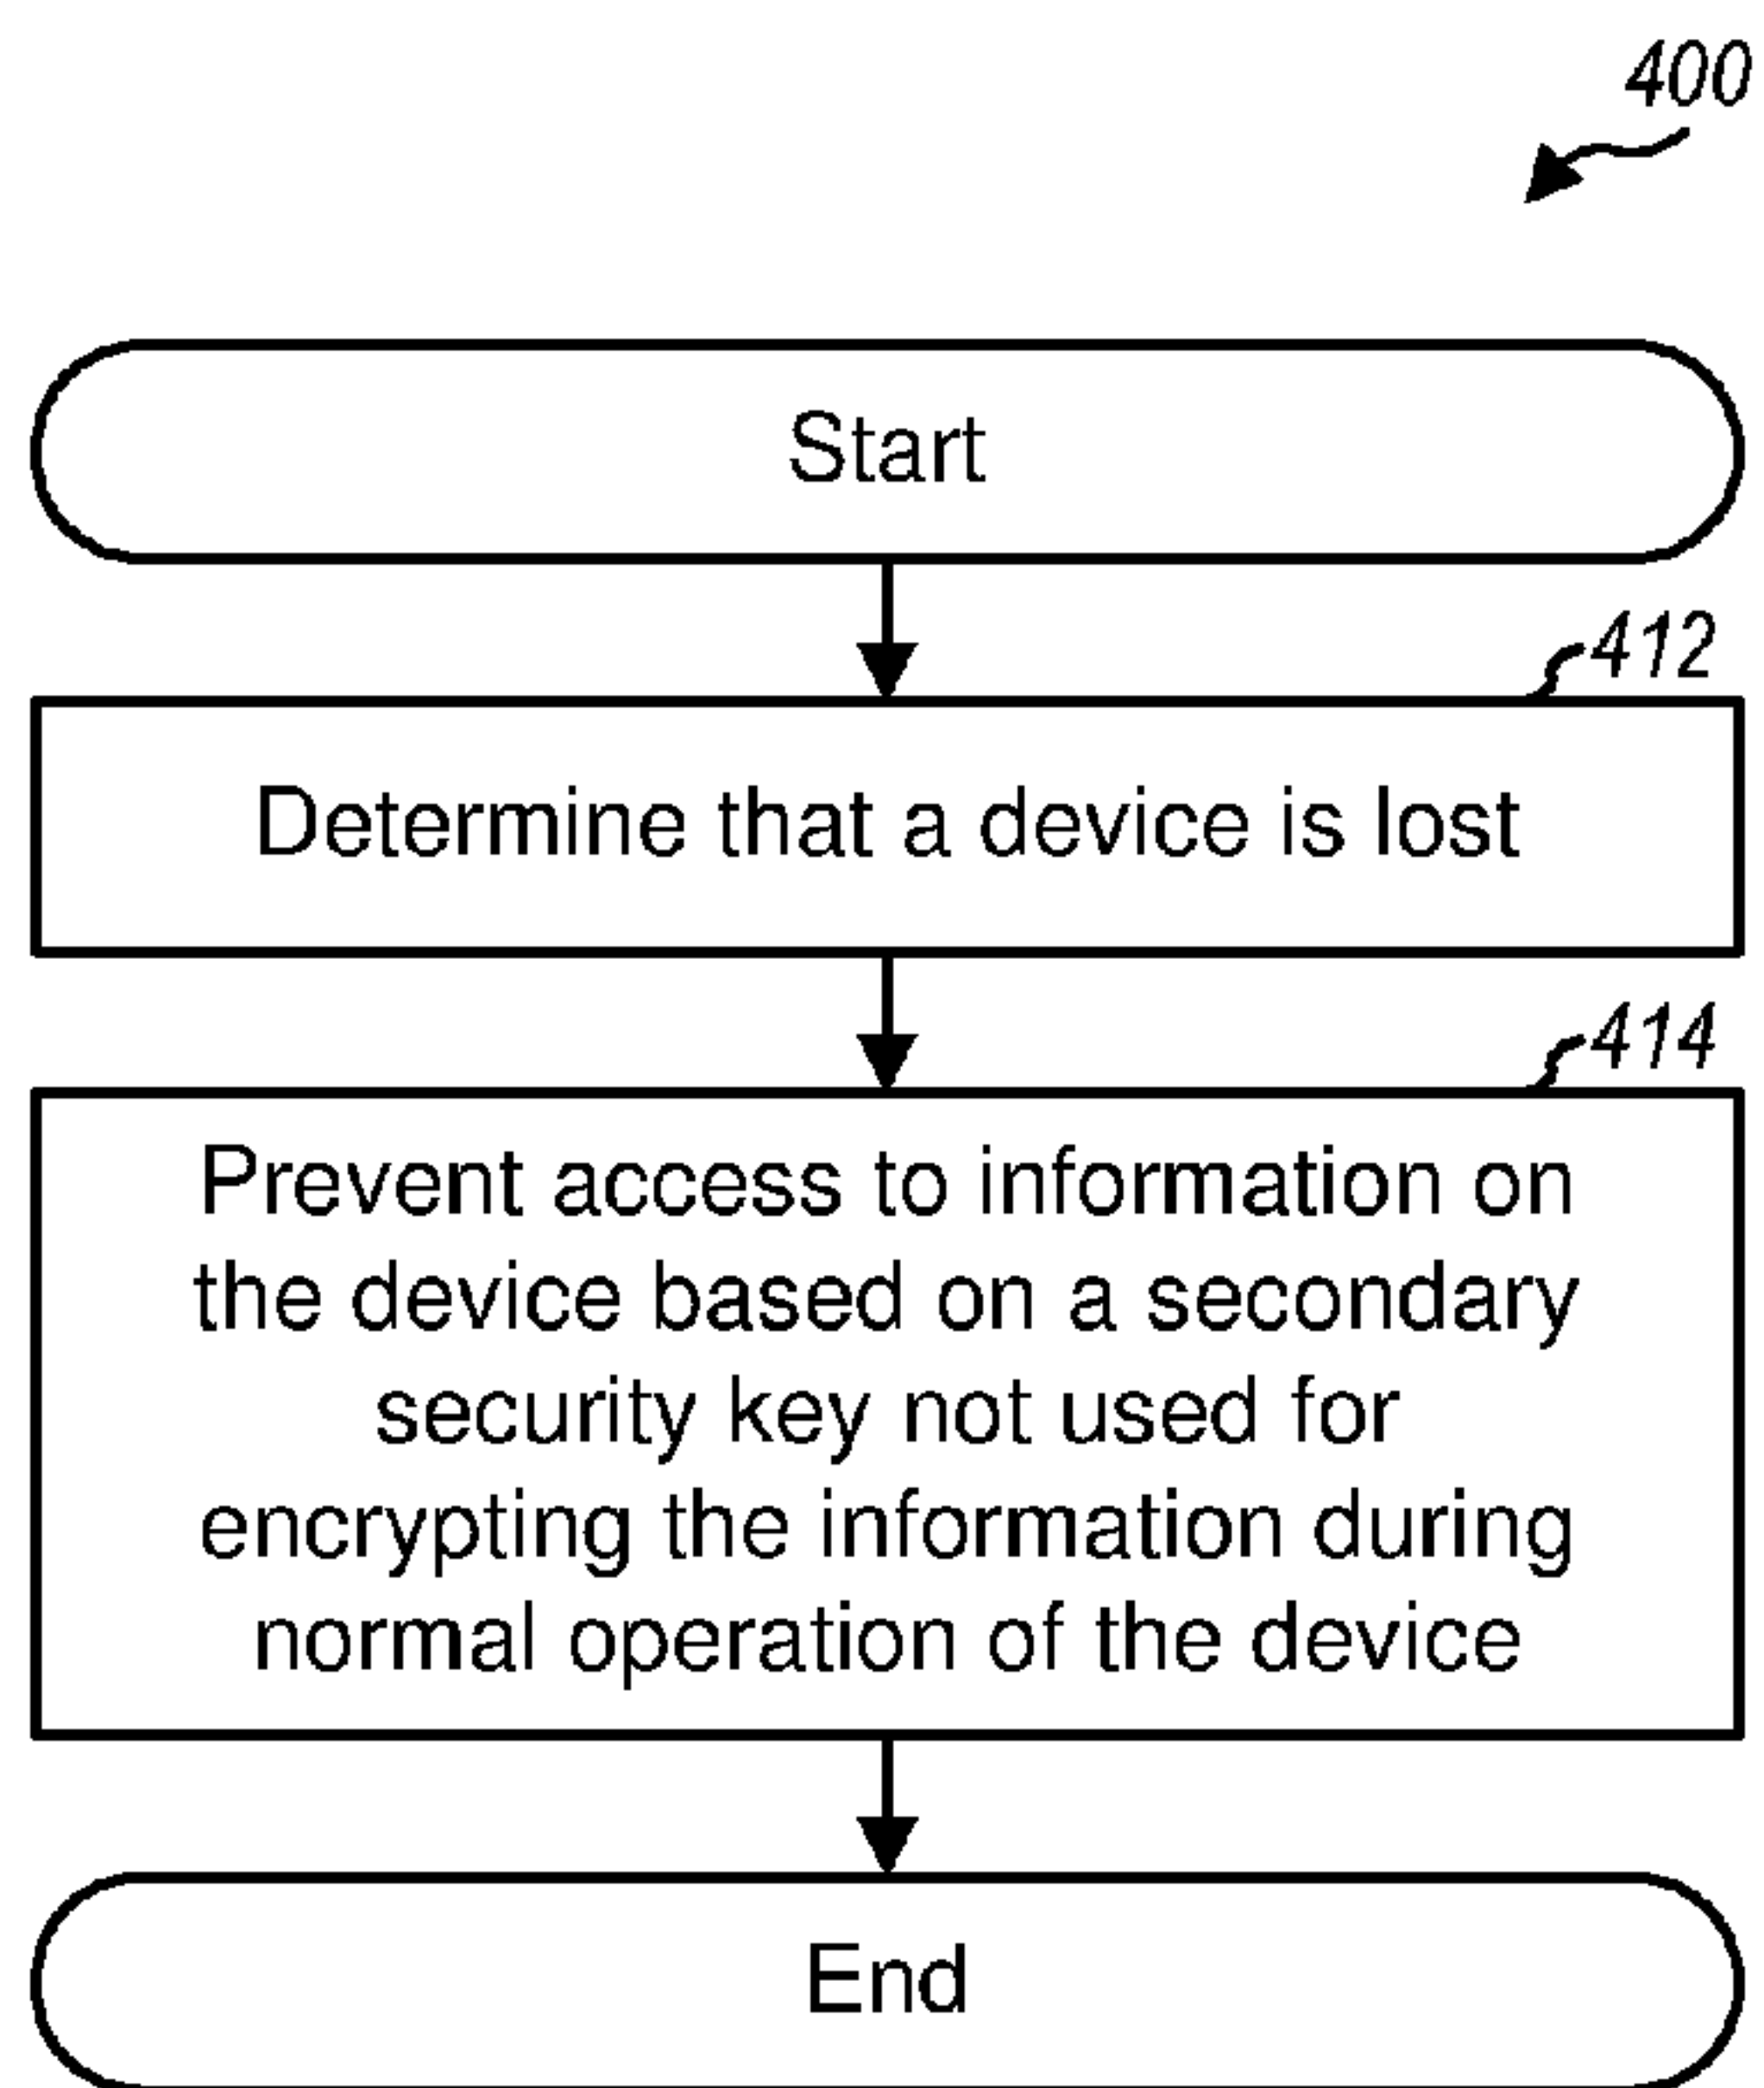 400
Start
412
Determine that a device is lost
414
Prevent access to information on
the device based on a secondary
security key not used for
encrypting the information during
normal operation of the device
End